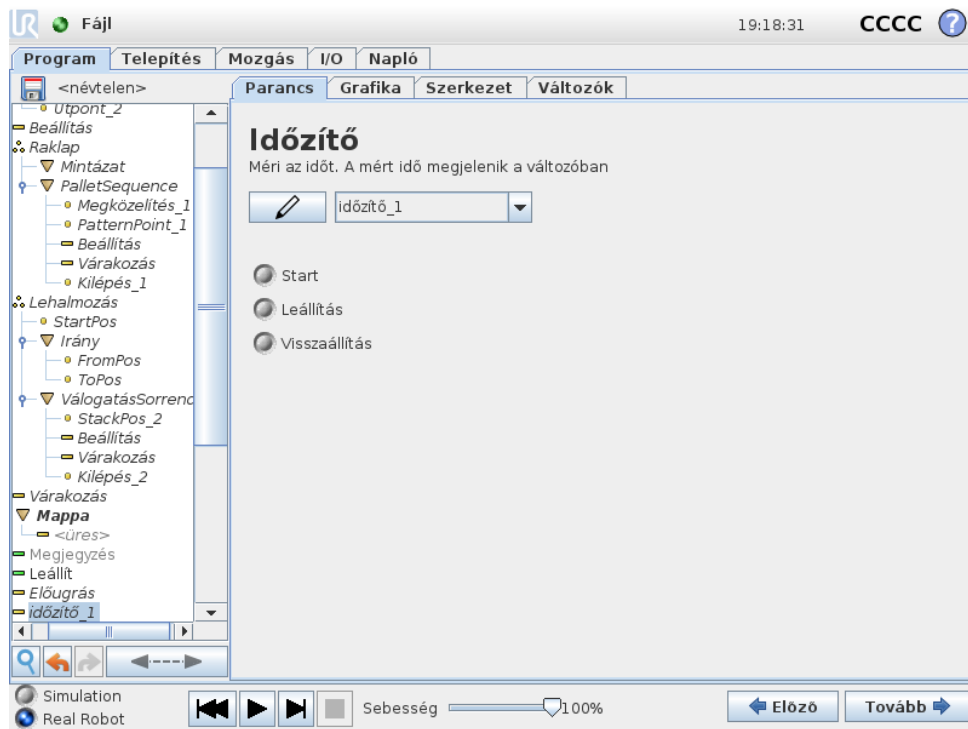 UR Fájl 19:18:31 CCCC ?
Program Telepítés Mozgás I/O Napló
<névtelen>
Parancs Grafika Szerkezet Változók
Útpont_2
Beállítás
Raklap
Mintázat
PalletSequence
Megközelítés_1
PatternPoint_1
Beállítás
Várakozás
Kilépés_1
Lehalmozás
StartPos
Irány
FromPos
ToPos
VálogatásSorrend
StackPos_2
Beállítás
Várakozás
Kilépés_2
Várakozás
Mappa
<üres>
Megjegyzés
Leállít
Előugrás
időzítő_1
Időzítő
Méri az időt. A mért idő megjelenik a változóban
időzítő_1
Start
Leállítás
Visszaállítás
Simulation
Real Robot
Sebesség 100%
Előző Tovább